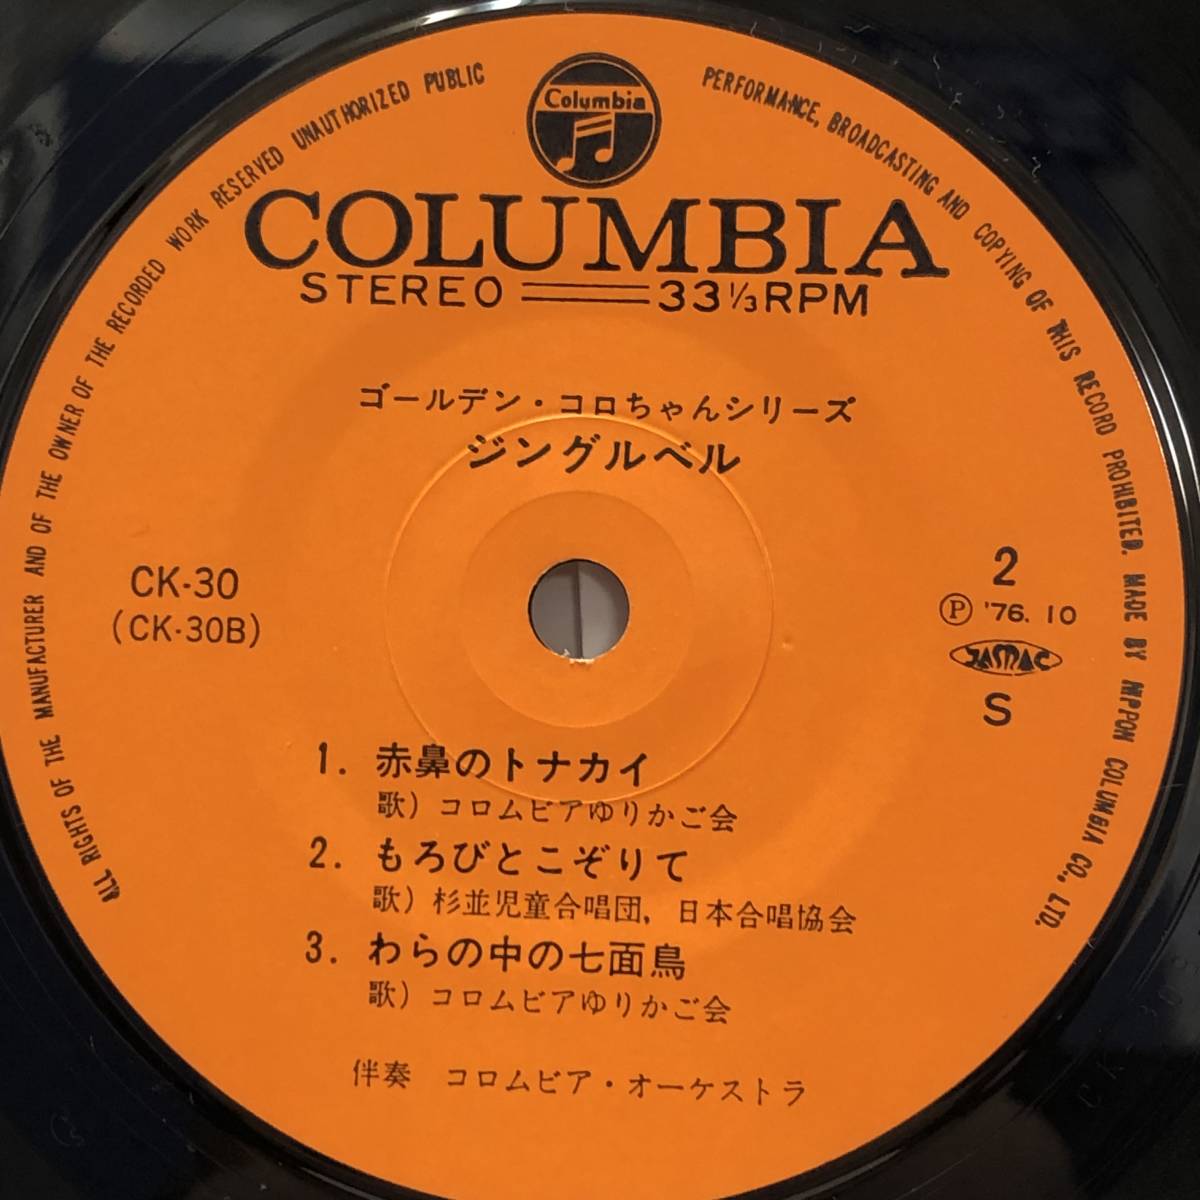 ALL RIGHTS OF THE MANUFACTURER AND OF THE OWNER OF THE RECORDED WORK RESERVED UNAUTHORIZED PUBLIC PERFORMANCE, BROADCASTING AND COPYING OF THIS RECORD PROHIBITED. MADE BY NIPPON COLUMBIA CO., LTD.
Columbia
COLUMBIA
STEREO 33⅓RPM
ゴールデン・コロちゃんシリーズ
ジングルベル
CK-30
(CK-30B)
2
Ⓟ '76. 10
JASRAC
S
1. 赤鼻のトナカイ
歌) コロムビアゆりかご会
2. もろびとこぞりて
歌) 杉並児童合唱団, 日本合唱協会
3. わらの中の七面鳥
歌) コロムビアゆりかご会
伴奏 コロムビア・オーケストラ